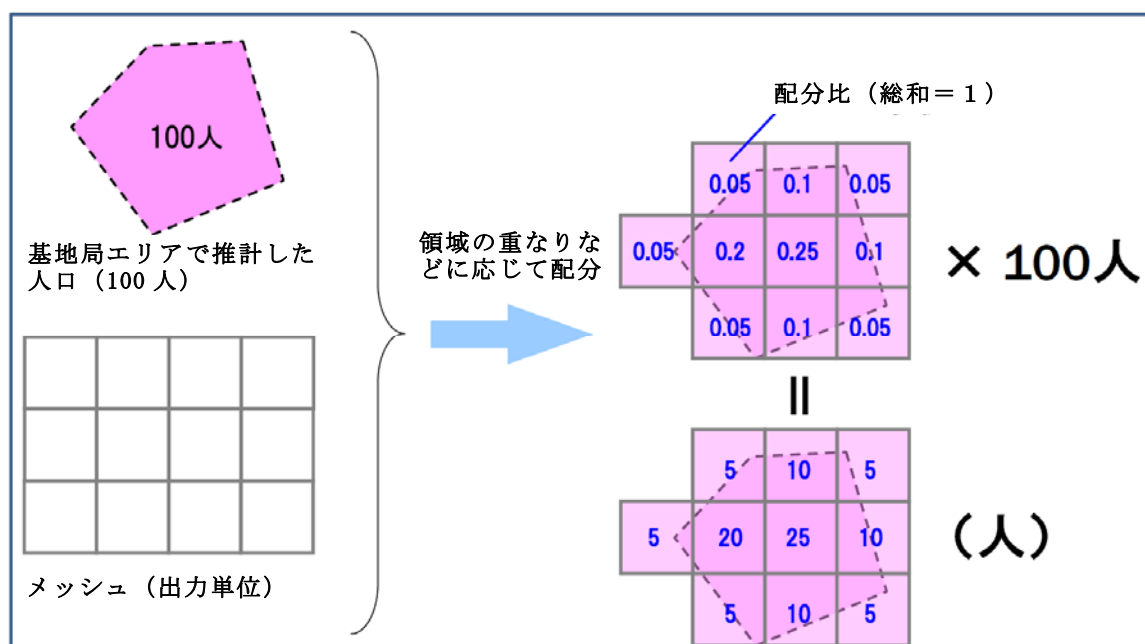 100人
基地局エリアで推計した
人口（100 人）
メッシュ（出力単位）
領域の重なりな
どに応じて配分
配分比（総和＝１）
0.05 0.1 0.05
0.05 0.2 0.25 0.1
0.05 0.1 0.05
× 100人
=
5 10 5
5 20 25 10
5 10 5
（人）